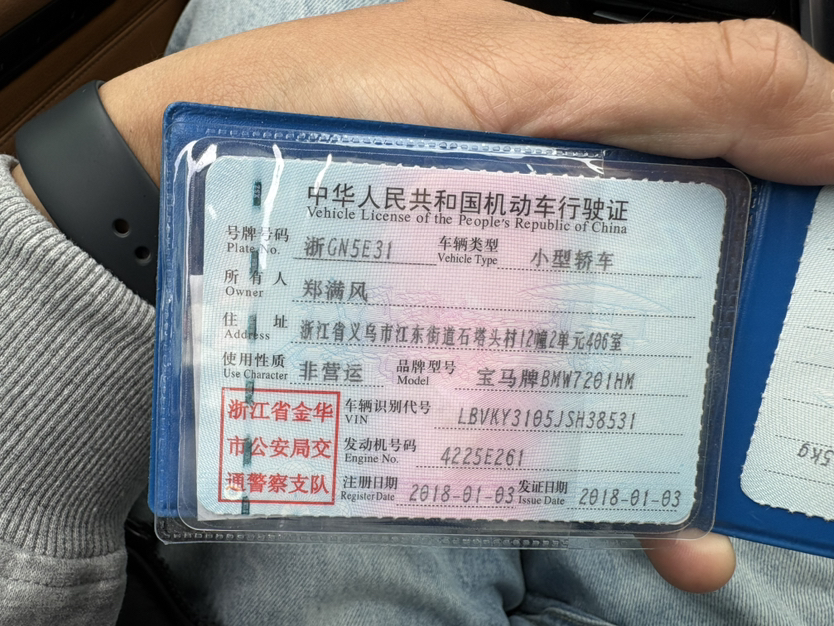 中华人民共和国机动车行驶证
Vehicle License of the People's Republic of China
号牌号码 浙GN5E31 车辆类型 小型轿车
Plate No. Vehicle Type
所有人 郑满风
Owner
住址 浙江省义乌市江东街道石塔头村12幢2单元406室
Address
使用性质 非营运 品牌型号 宝马牌BMW7201HM
Use Character Model
浙江省金华
市公安局交
通警察支队
车辆识别代号 LBVKY3105JSH38531
VIN
发动机号码 4225E261
Engine No.
注册日期 2018-01-03 发证日期 2018-01-03
Register Date Issue Date
5kg